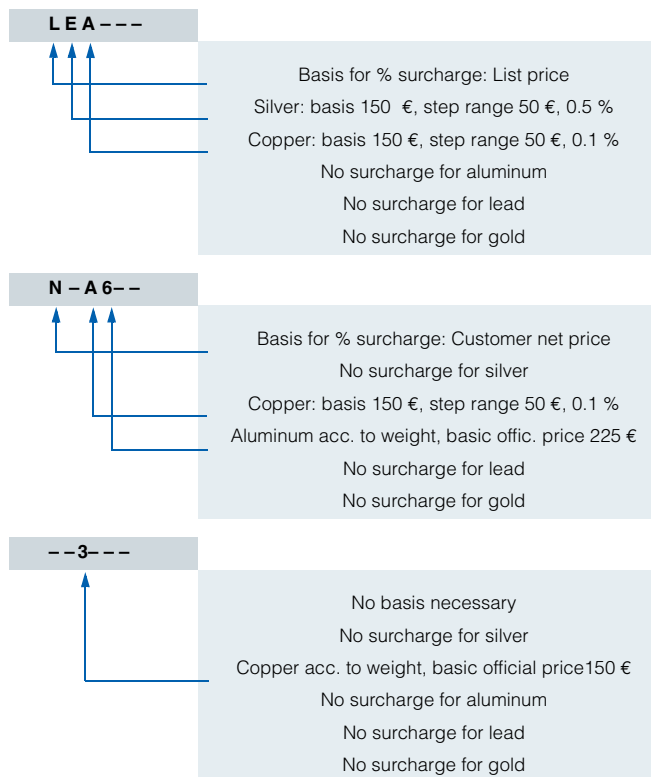 L E A – – –
Basis for % surcharge: List price
Silver: basis 150 €, step range 50 €, 0.5 %
Copper: basis 150 €, step range 50 €, 0.1 %
No surcharge for aluminum
No surcharge for lead
No surcharge for gold
N – A 6– –
Basis for % surcharge: Customer net price
No surcharge for silver
Copper: basis 150 €, step range 50 €, 0.1 %
Aluminum acc. to weight, basic offic. price 225 €
No surcharge for lead
No surcharge for gold
– –3– – –
No basis necessary
No surcharge for silver
Copper acc. to weight, basic official price150 €
No surcharge for aluminum
No surcharge for lead
No surcharge for gold